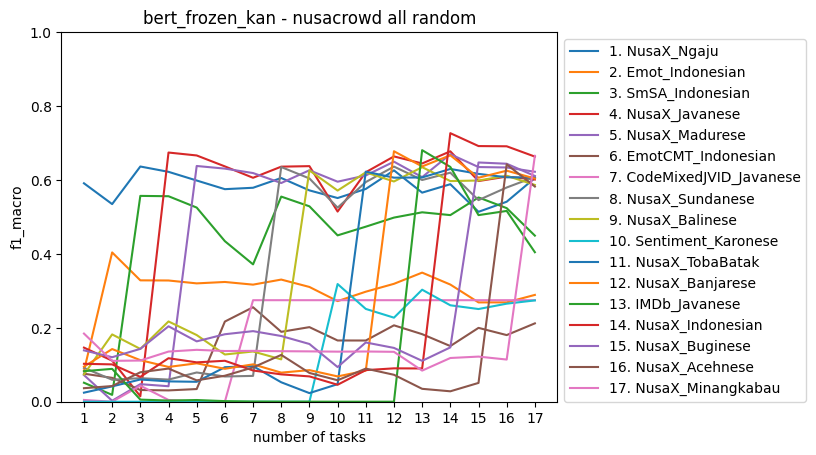 bert_frozen_kan - nusacrowd all random
f1_macro
1.0
0.8
0.6
0.4
0.2
0.0
1 2 3 4 5 6 7 8 9 10 11 12 13 14 15 16 17
number of tasks
1. NusaX_Ngaju
2. Emot_Indonesian
3. SmSA_Indonesian
4. NusaX_Javanese
5. NusaX_Madurese
6. EmotCMT_Indonesian
7. CodeMixedJVID_Javanese
8. NusaX_Sundanese
9. NusaX_Balinese
10. Sentiment_Karonese
11. NusaX_TobaBatak
12. NusaX_Banjarese
13. IMDb_Javanese
14. NusaX_Indonesian
15. NusaX_Buginese
16. NusaX_Acehnese
17. NusaX_Minangkabau